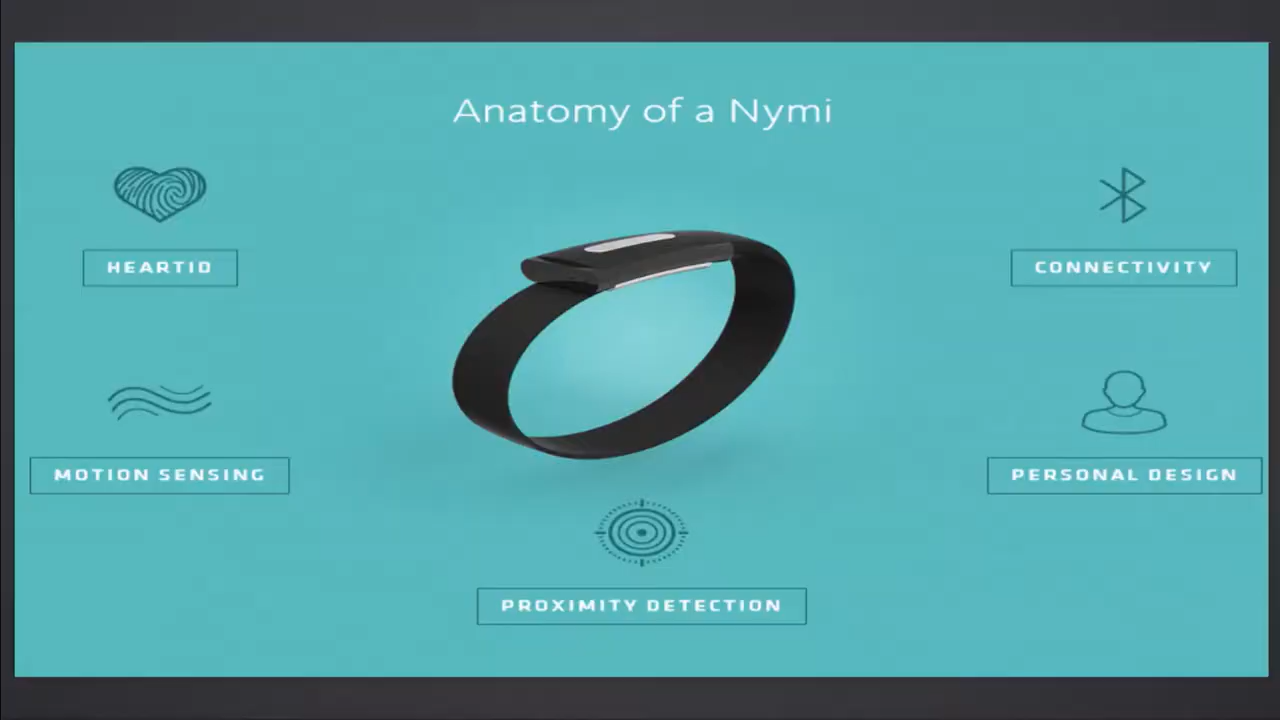 Anatomy of a Nymi
HEARTID
CONNECTIVITY
MOTION SENSING
PERSONAL DESIGN
PROXIMITY DETECTION